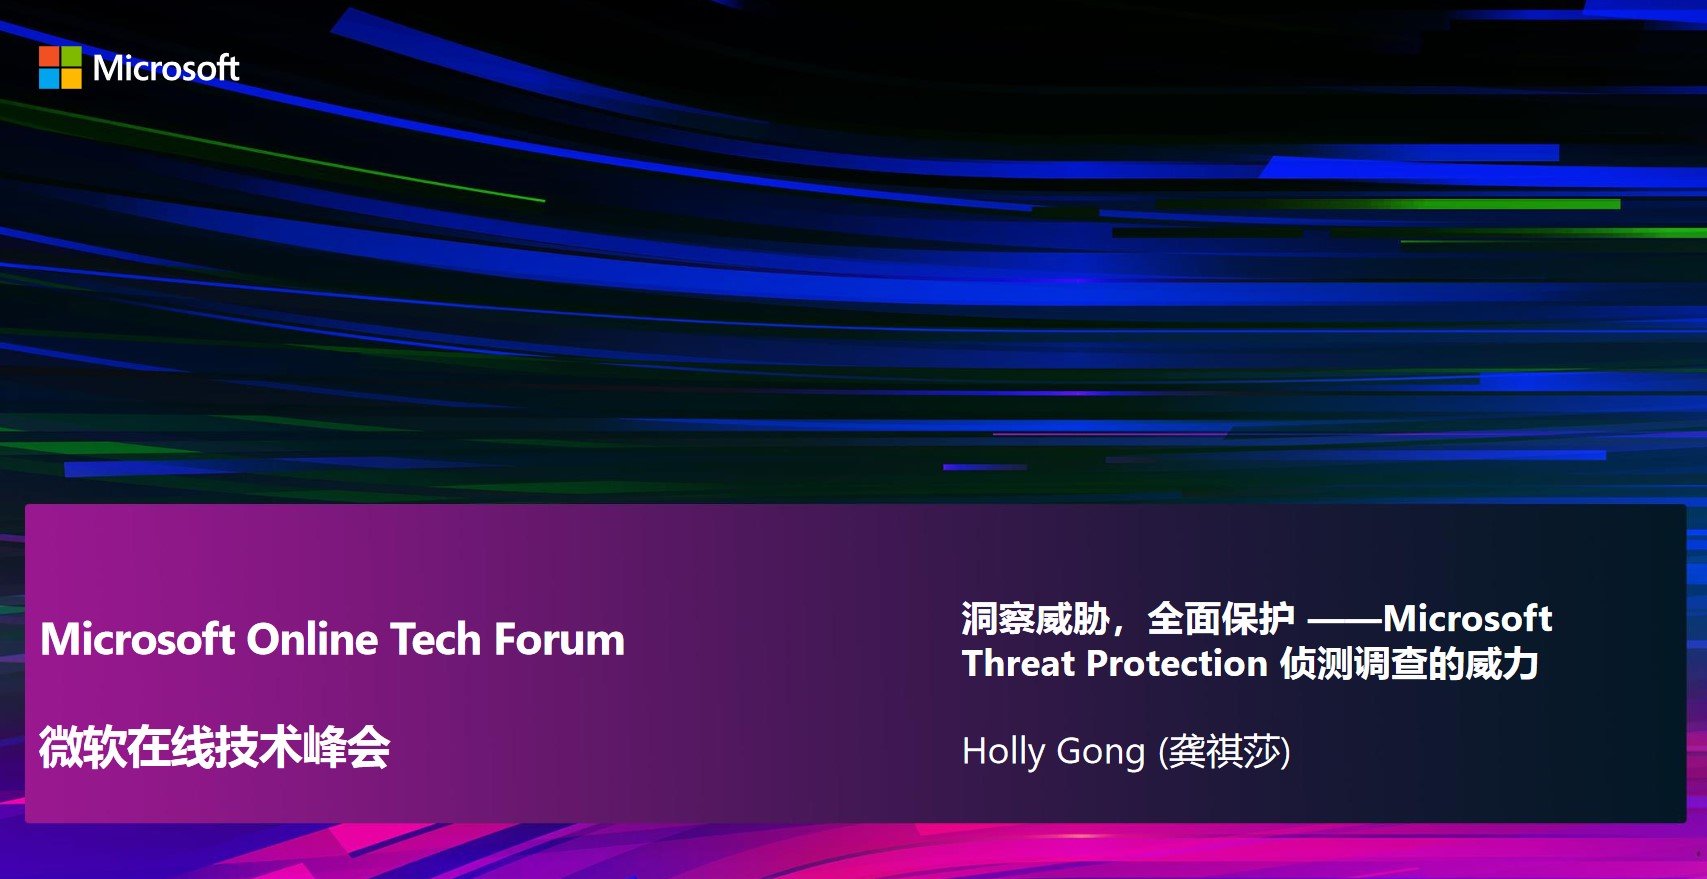 Microsoft
Microsoft Online Tech Forum
微软在线技术峰会
洞察威胁，全面保护 ——Microsoft
Threat Protection 侦测调查的威力
Holly Gong (龚祺莎)